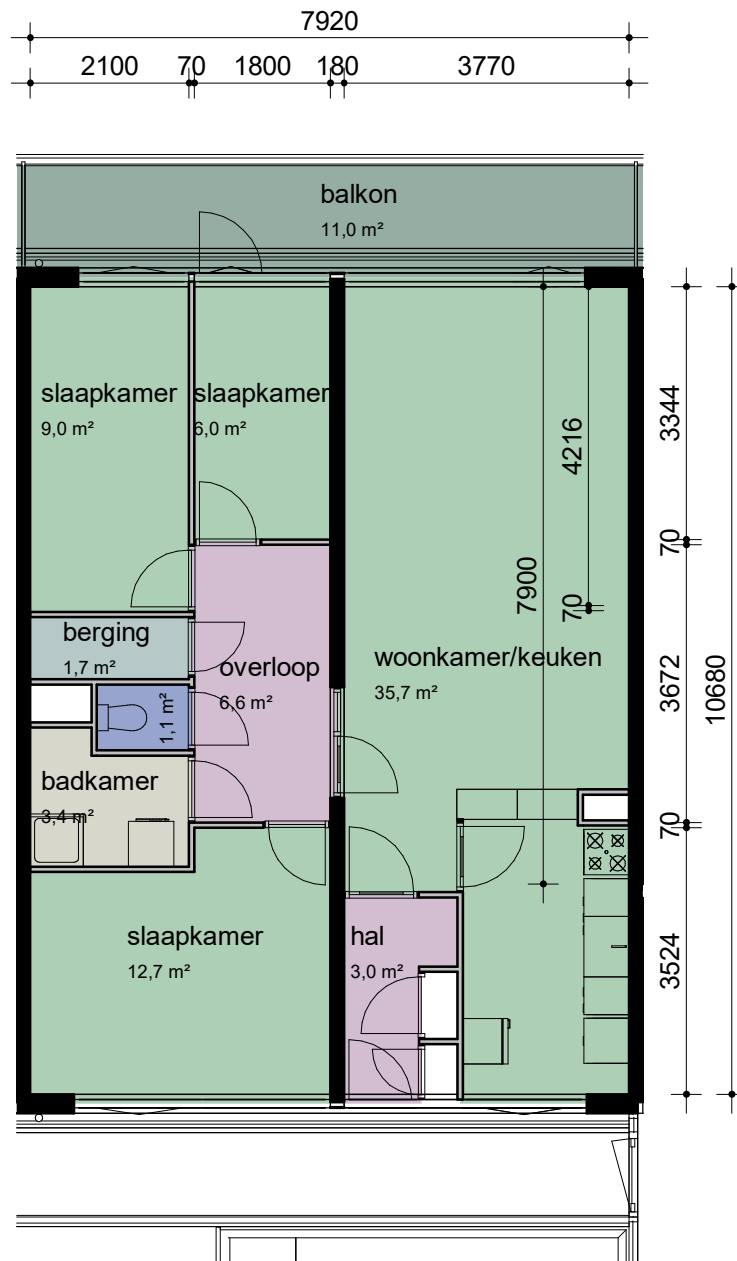 7920
2100 70 1800 180 3770
balkon
11,0 m²
slaapkamer
9,0 m²
slaapkamer
6,0 m²
4216
3344
70
7900
70
berging
1,7 m²
overloop
6,6 m²
woonkamer/keuken
35,7 m²
1,1 m²
3672
10680
badkamer
3,4 m²
70
slaapkamer
12,7 m²
hal
3,0 m²
3524